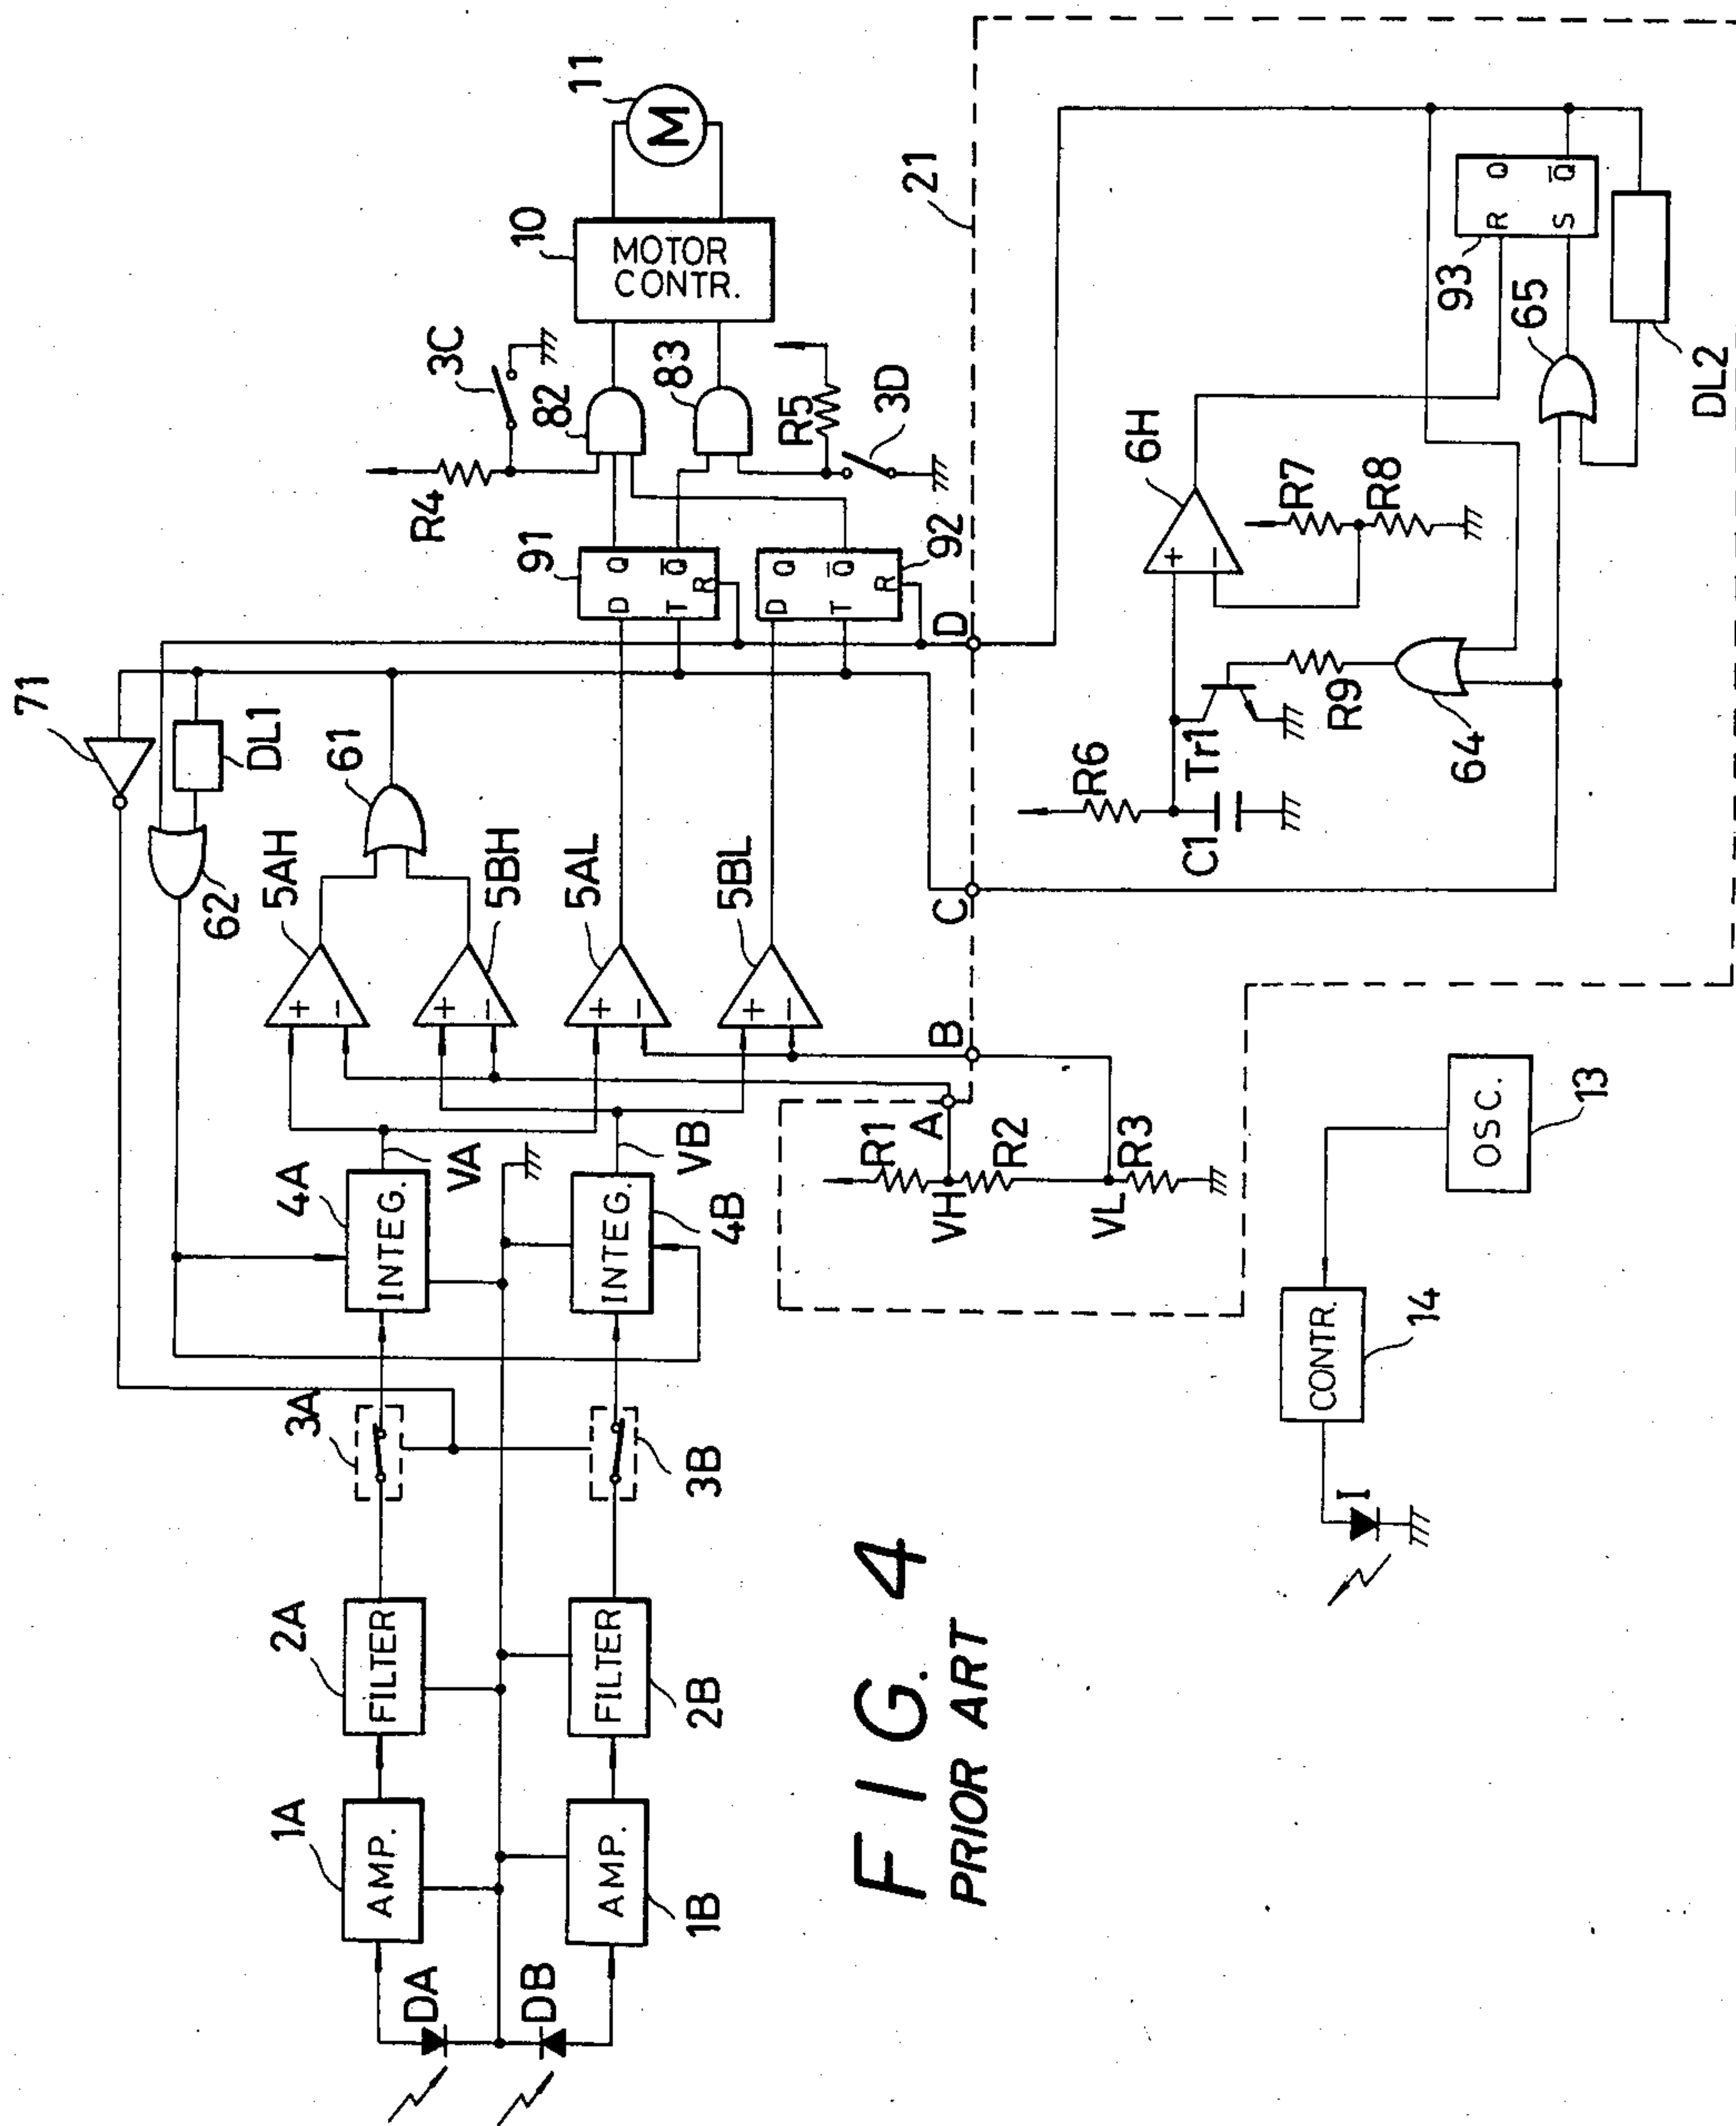 FIG. 4
PRIOR ART
DA
DB
1A
AMP.
1B
AMP.
2A
FILTER
2B
FILTER
3A
3B
4A
INTEG.
4B
INTEG.
VA
VB
71
DL1
62
61
5AH
+
−
5BH
+
−
5AL
+
−
5BL
+
−
91
D Q
T Q̅
R
92
D Q
T Q̅
R
R4
3C
82
83
R5
3D
10
MOTOR
CONTR.
11
M
21
A
B
C
D
R1
VH
R2
VL
R3
R6
C1
Tr1
R9
64
6H
+
−
R7
R8
65
93
R Q
S Q̅
DL2
I
CONTR.
14
OSC.
13